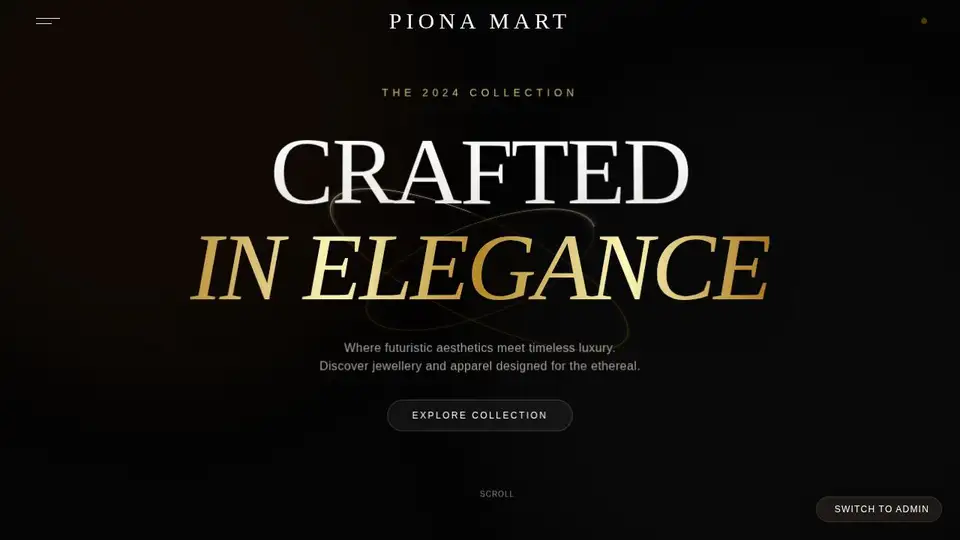 PIONA MART
THE 2024 COLLECTION
CRAFTED
IN ELEGANCE
Where futuristic aesthetics meet timeless luxury.
Discover jewellery and apparel designed for the ethereal.
EXPLORE COLLECTION
SCROLL
SWITCH TO ADMIN